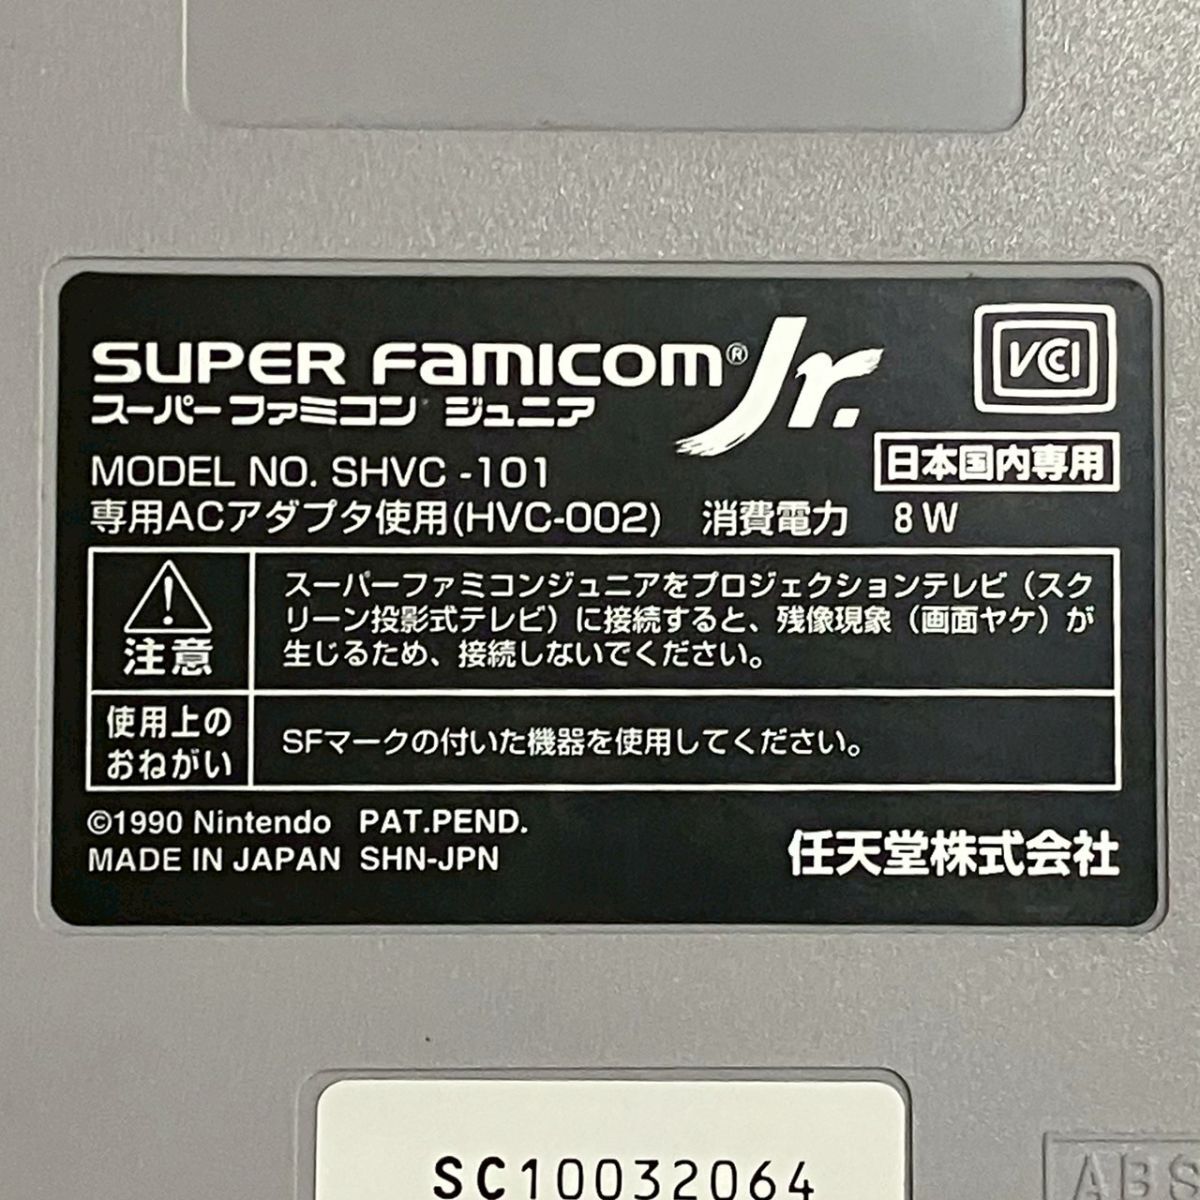 SUPER FAMICOM® Jr.
スーパーファミコン® ジュニア
VCCI
MODEL NO. SHVC -101
日本国内専用
専用ACアダプタ使用(HVC-002) 消費電力 8W
注意
スーパーファミコンジュニアをプロジェクションテレビ（スク
リーン投影式テレビ）に接続すると、残像現象（画面ヤケ）が
生じるため、接続しないでください。
使用上の
おねがい
SFマークの付いた機器を使用してください。
©1990 Nintendo PAT.PEND.
MADE IN JAPAN SHN-JPN
任天堂株式会社
SC10032064
ABS